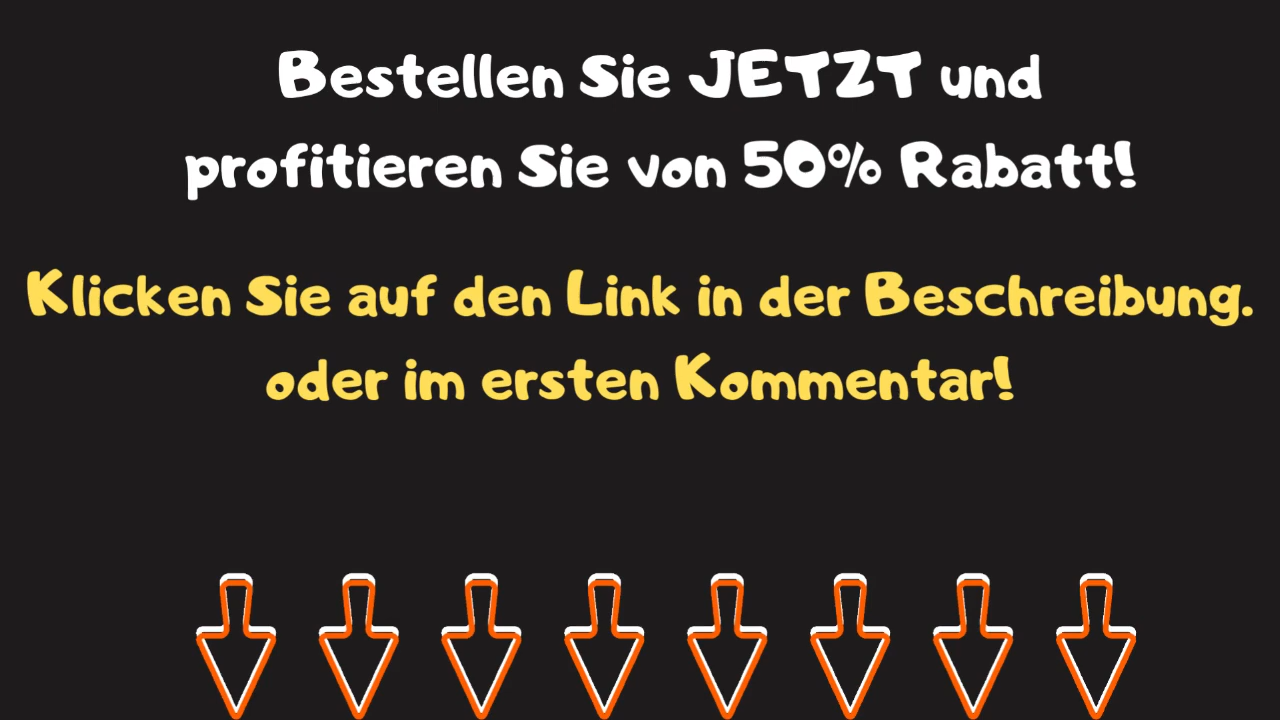 Bestellen Sie JETZT und
profitieren Sie von 50% Rabatt!
Klicken Sie auf den Link in der Beschreibung.
oder im ersten Kommentar!